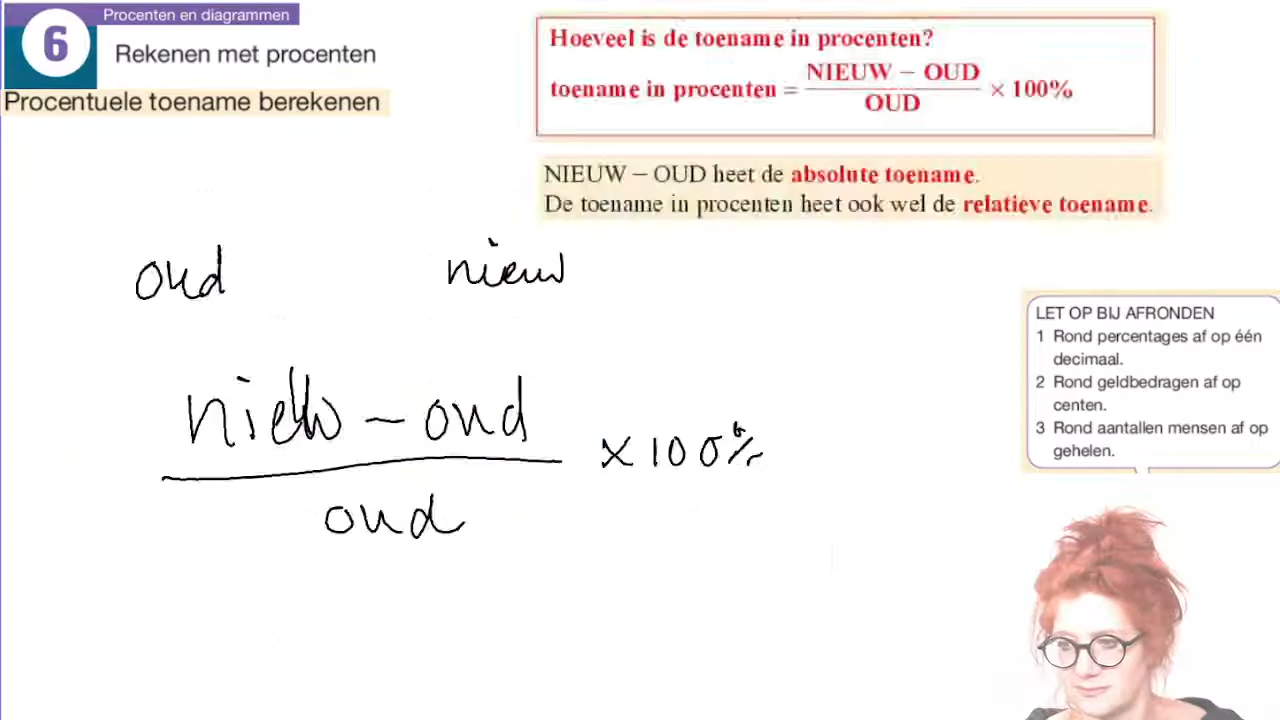 Procenten en diagrammen
6
Rekenen met procenten
Procentuele toename berekenen
Hoeveel is de toename in procenten?
toename in procenten = NIEUW – OUD / OUD × 100%
NIEUW – OUD heet de absolute toename.
De toename in procenten heet ook wel de relatieve toename.
oud nieuw
nieuw – oud
× 100%
oud
LET OP BIJ AFRONDEN
1 Rond percentages af op één
decimaal.
2 Rond geldbedragen af op
centen.
3 Rond aantallen mensen af op
gehelen.